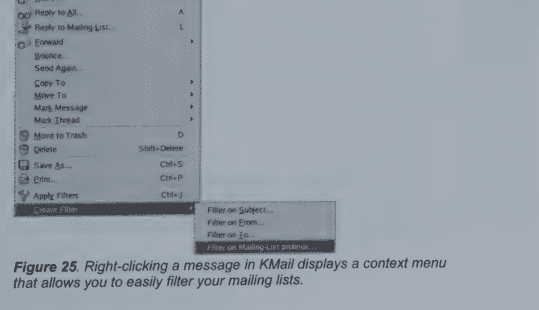 Reply to All... A
Reply to Mailing-List... L
Forward
Bounce...
Send Again...
Copy To
Move To
Mark Message
Mark Thread
Move to Trash D
Delete Shift+Delete
Save As... Ctrl+S
Print... Ctrl+P
Apply Filters Ctrl+J
Create Filter
Filter on Subject...
Filter on From...
Filter on To...
Filter on Mailing-List
Figure 25. Right-clicking a message in KMail displays a context menu
that allows you to easily filter your mailing lists.